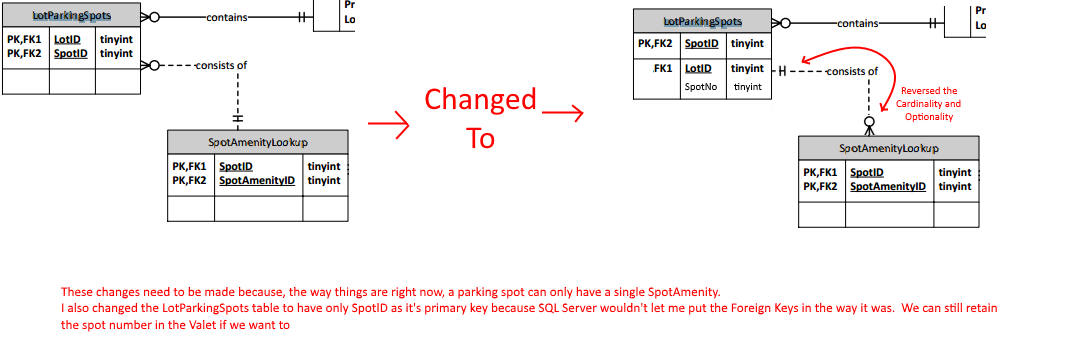 LotParkingSpots
PK,FK1 LotID tinyint
PK,FK2 SpotID tinyint
contains
Pr
Lo
consists of
SpotAmenityLookup
PK,FK1 SpotID tinyint
PK,FK2 SpotAmenityID tinyint
Changed
To
LotParkingSpots
PK,FK2 SpotID tinyint
FK1 LotID tinyint
SpotNo tinyint
contains
Pr
Lo
consists of
Reversed the
Cardinality and
Optionality
SpotAmenityLookup
PK,FK1 SpotID tinyint
PK,FK2 SpotAmenityID tinyint
These changes need to be made because, the way things are right now, a parking spot can only have a single SpotAmenity.
I also changed the LotParkingSpots table to have only SpotID as it's primary key because SQL Server wouldn't let me put the Foreign Keys in the way it was. We can still retain
the spot number in the Valet if we want to